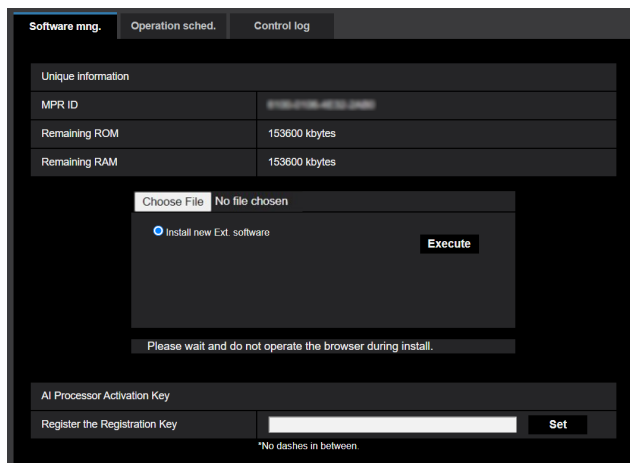 Software mng. Operation sched. Control log
Unique information
MPR ID
Remaining ROM 153600 kbytes
Remaining RAM 153600 kbytes
Choose File No file chosen
Install new Ext. software
Execute
Please wait and do not operate the browser during install.
AI Processor Activation Key
Register the Registration Key Set
*No dashes in between.